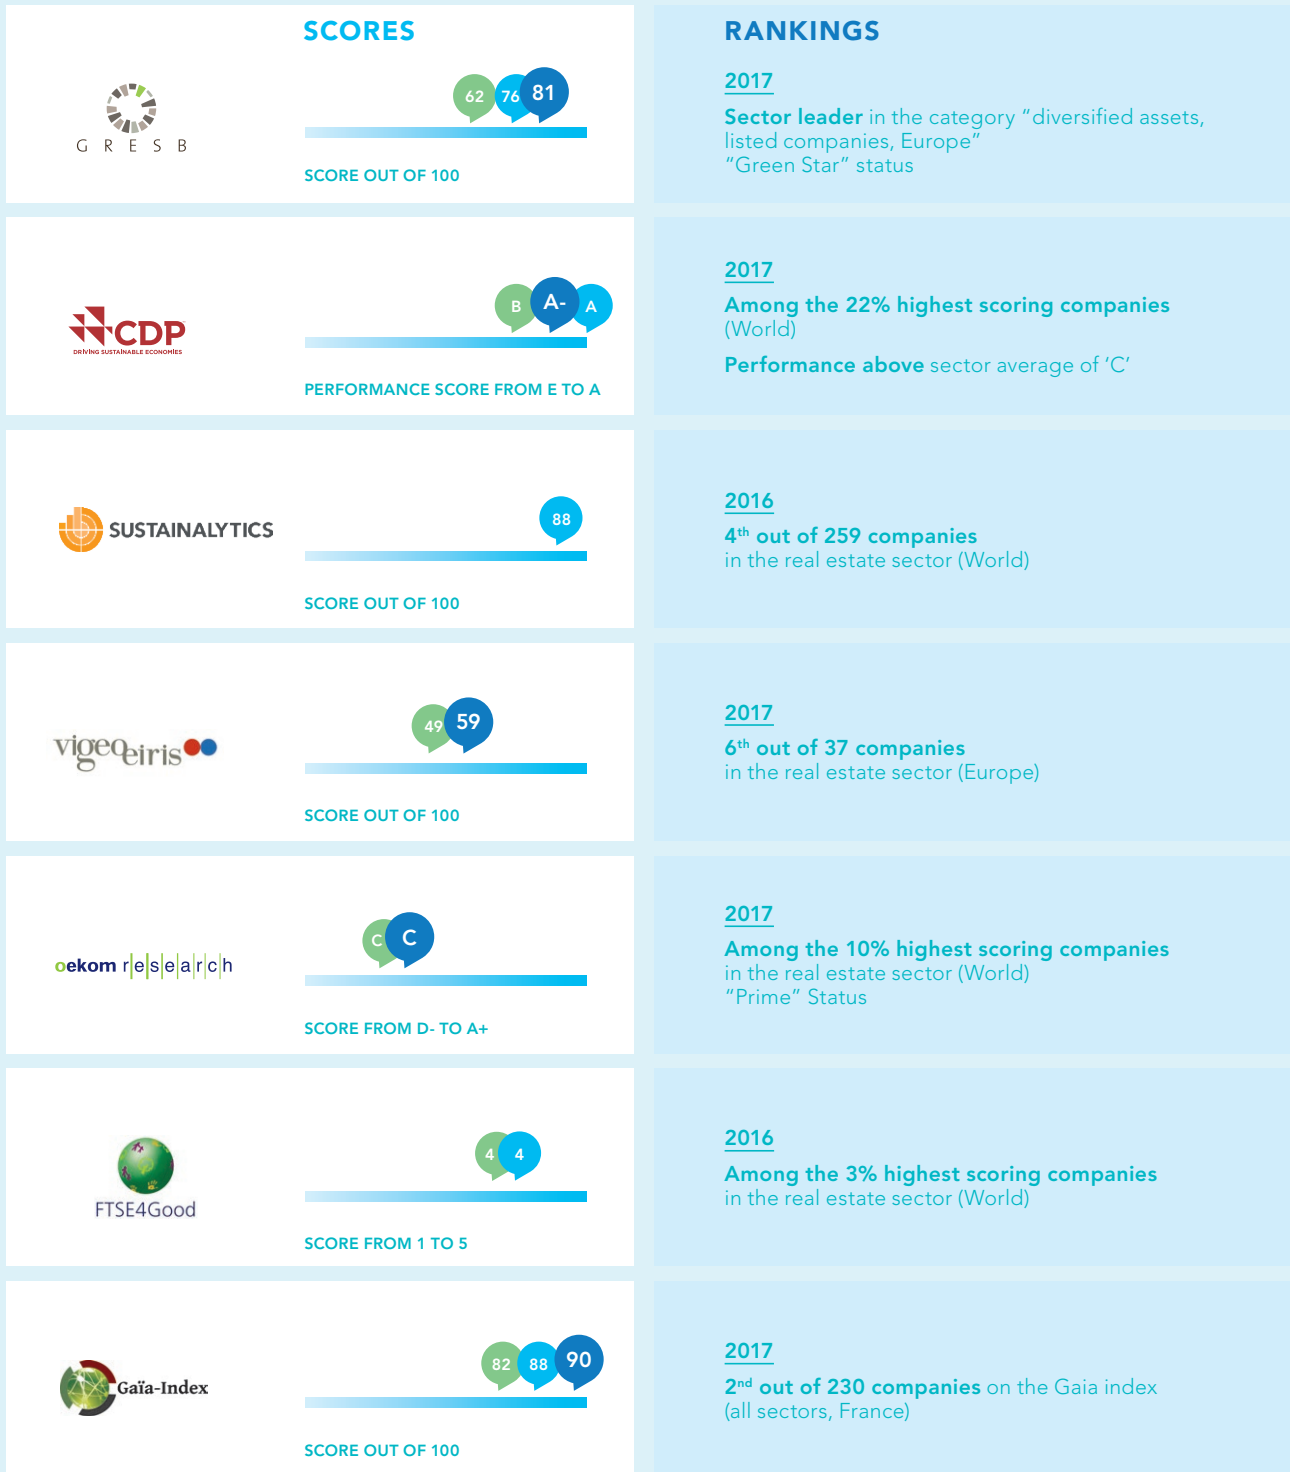 SCORES
RANKINGS
GRESB
62 76 81
SCORE OUT OF 100
2017
Sector leader in the category “diversified assets,
listed companies, Europe”
“Green Star” status
CDP
DRIVING SUSTAINABLE ECONOMIES
B A- A
PERFORMANCE SCORE FROM E TO A
2017
Among the 22% highest scoring companies
(World)
Performance above sector average of ‘C’
SUSTAINALYTICS
88
SCORE OUT OF 100
2016
4th out of 259 companies
in the real estate sector (World)
vigeoeiris
49 59
SCORE OUT OF 100
2017
6th out of 37 companies
in the real estate sector (Europe)
oekom r|e|s|e|a|r|c|h
C C
SCORE FROM D- TO A+
2017
Among the 10% highest scoring companies
in the real estate sector (World)
“Prime” Status
FTSE4Good
4 4
SCORE FROM 1 TO 5
2016
Among the 3% highest scoring companies
in the real estate sector (World)
Gaïa-Index
82 88 90
SCORE OUT OF 100
2017
2nd out of 230 companies on the Gaia index
(all sectors, France)